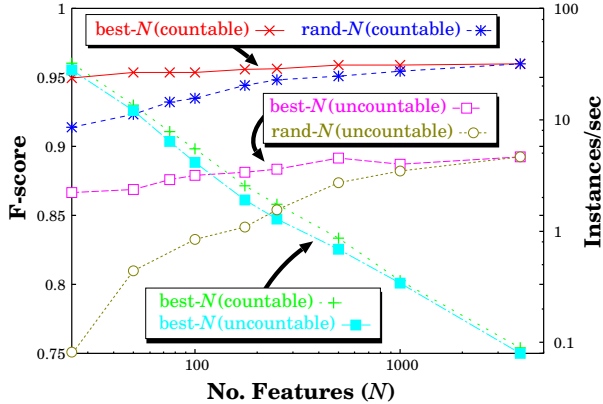 1
100
best-N(countable)
rand-N(countable)
0.95
best-N(uncountable)
rand-N(uncountable)
10
0.9
F-score
Instances/sec
0.85
1
best-N(countable)
best-N(uncountable)
0.8
0.1
0.75
100
1000
No. Features (N)